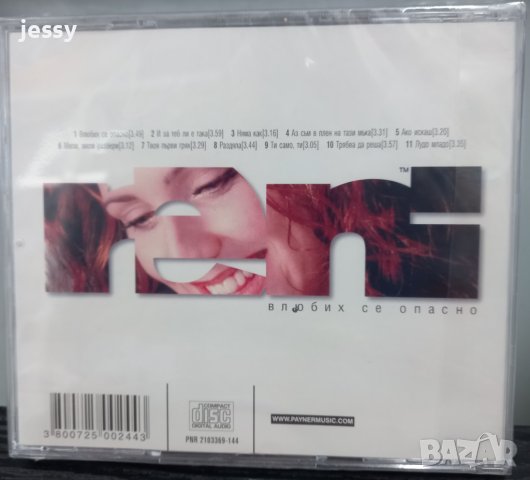 jessy
1 Влюбих се опасно[3.49] 2 И за теб ли е така[3.59] 3 Няма как[3.16] 4 Аз съм в плен на тази мъка[3.31] 5 Ако искаш[3.20]
6 Мили, мили [3.12] 7 Твоя първи грях[3.29] 8 Раздяла[3.44] 9 Ти само, ти[3.05] 10 Трябва да реша[3.57] 11 Лудо младо[3.35]
reni
TM
влюбих се опасно
3 800725 002443
COMPACT
disc
DIGITAL AUDIO
PNR 2103369-144
WWW.PAYNERMUSIC.COM
BAZAR